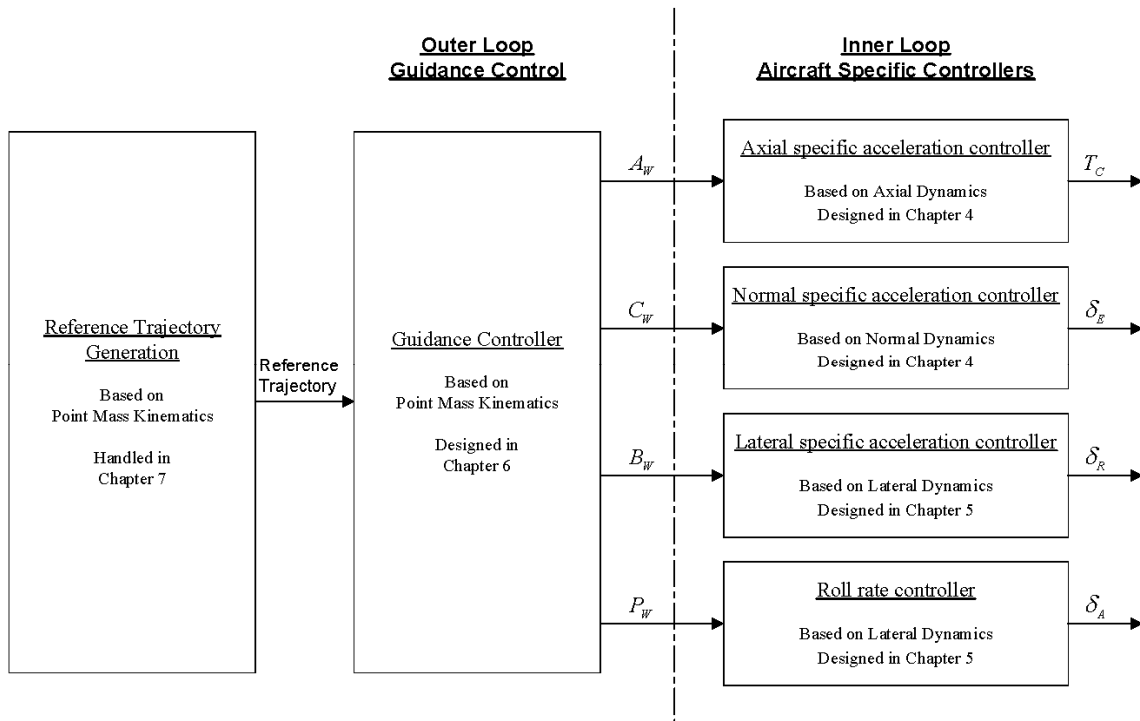 Outer Loop
Guidance Control
Inner Loop
Aircraft Specific Controllers
Reference Trajectory
Generation
Based on
Point Mass Kinematics
Handled in
Chapter 7
Reference
Trajectory
Guidance Controller
Based on
Point Mass Kinematics
Designed in
Chapter 6
A_W
Axial specific acceleration controller
Based on Axial Dynamics
Designed in Chapter 4
T_C
C_W
Normal specific acceleration controller
Based on Normal Dynamics
Designed in Chapter 4
δ_E
B_W
Lateral specific acceleration controller
Based on Lateral Dynamics
Designed in Chapter 5
δ_R
P_W
Roll rate controller
Based on Lateral Dynamics
Designed in Chapter 5
δ_A